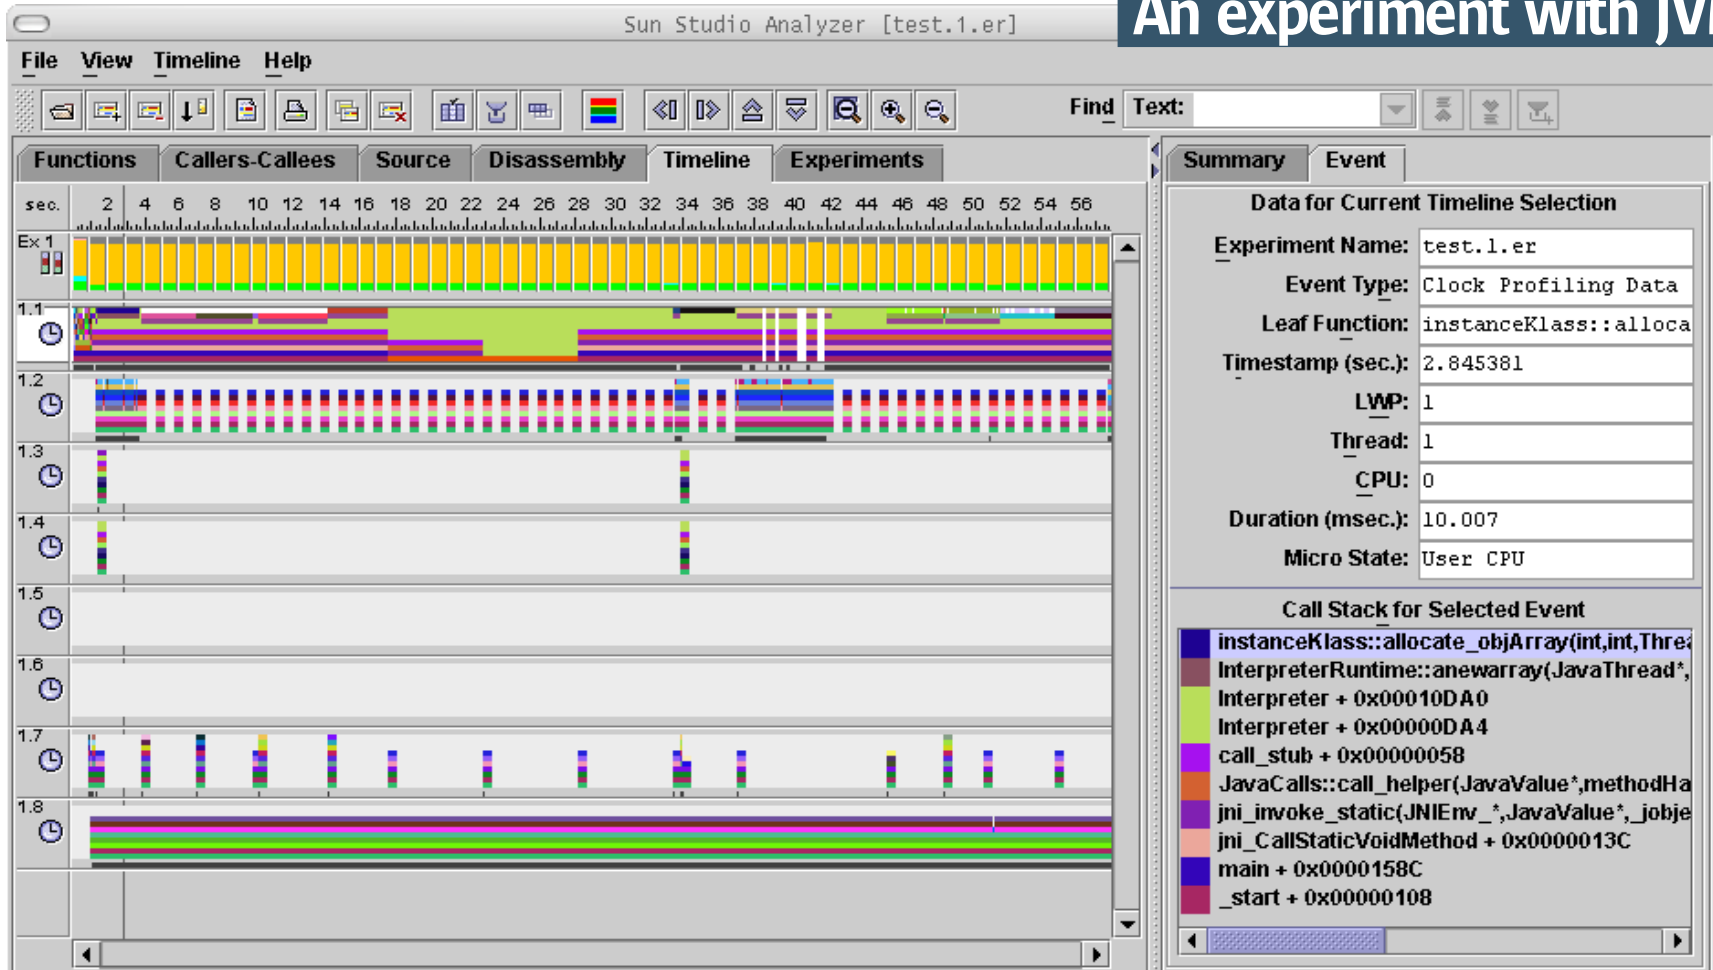 Sun Studio Analyzer [test.1.er]
An experiment with JV
File View Timeline Help
Find Text:
Functions Callers-Callees Source Disassembly Timeline Experiments
Summary Event
sec. 2 4 6 8 10 12 14 16 18 20 22 24 26 28 30 32 34 36 38 40 42 44 46 48 50 52 54 56
Ex 1
1.1
1.2
1.3
1.4
1.5
1.6
1.7
1.8
Data for Current Timeline Selection
Experiment Name: test.1.er
Event Type: Clock Profiling Data
Leaf Function: instanceKlass::alloca
Timestamp (sec.): 2.845381
LWP: 1
Thread: 1
CPU: 0
Duration (msec.): 10.007
Micro State: User CPU
Call Stack for Selected Event
instanceKlass::allocate_objArray(int,int,Threa
InterpreterRuntime::anewarray(JavaThread*,
Interpreter + 0x00010DA0
Interpreter + 0x00000DA4
call_stub + 0x00000058
JavaCalls::call_helper(JavaValue*,methodHa
jni_invoke_static(JNIEnv_*,JavaValue*,_jobje
jni_CallStaticVoidMethod + 0x0000013C
main + 0x0000158C
_start + 0x00000108